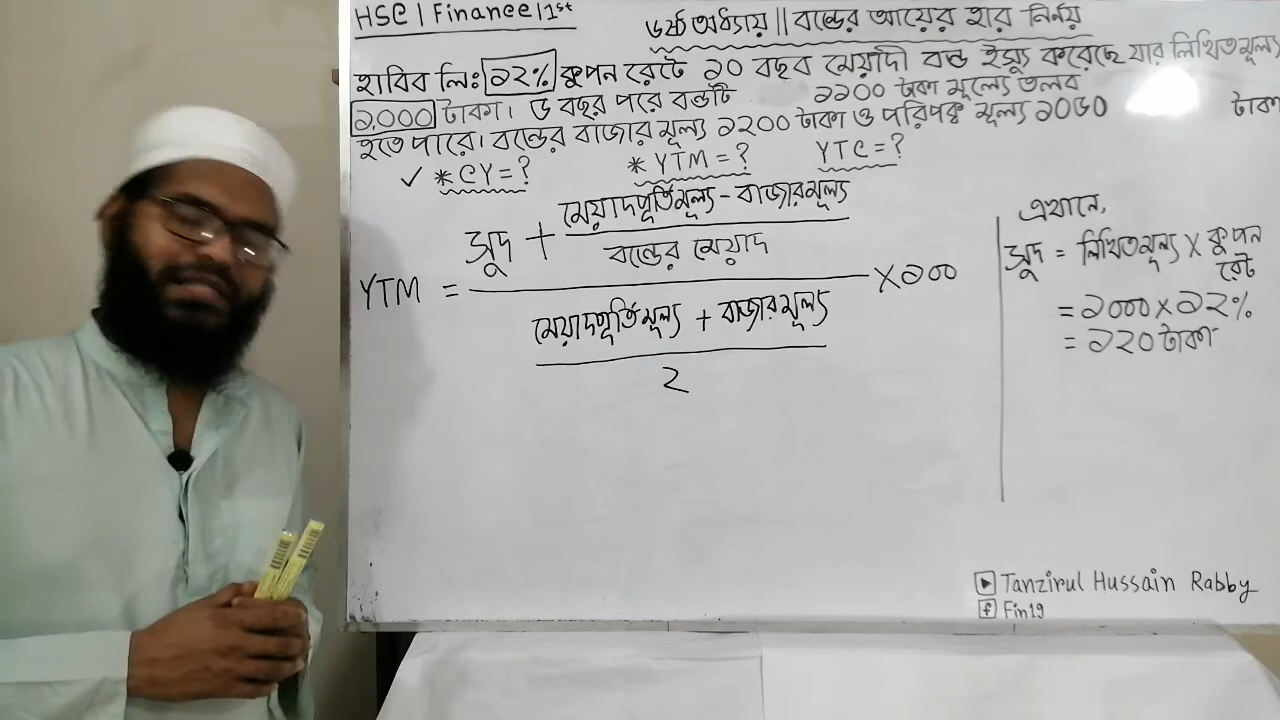 HSC | Finance | 1st
৬ষ্ঠ অধ্যায় || বন্ডের আয়ের হার নির্ণয়
হাবিব লিঃ ১২% কুপন রেটে ১০ বছর মেয়াদী বন্ড ইস্যু করেছে যার লিখিতমূল্য
১,০০০ টাকা। ৬ বছর পরে বন্ডটি ১১০০ টাকা মূল্যে তলব
হতে পারে। বন্ডের বাজার মূল্য ১২০০ টাকা ও পরিপক্ব মূল্য ১০৬০ টাকা
✓ * CY = ? * YTM = ? YTC = ?
সুদ + মেয়াদপূর্তিমূল্য - বাজারমূল্য
বন্ডের মেয়াদ
YTM = × ১০০
মেয়াদপূর্তিমূল্য + বাজারমূল্য
২
এখানে,
সুদ = লিখিতমূল্য × কুপন
রেট
= ১০০০ × ১২%
= ১২০ টাকা
Tanzirul Hussain Rabby
Fin19